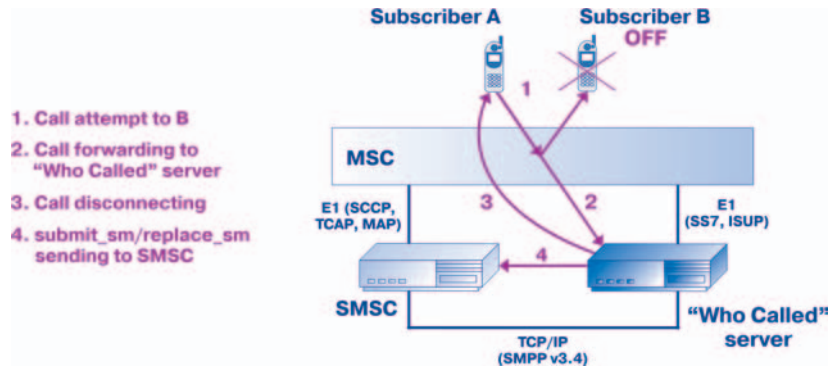 Subscriber A
Subscriber B
OFF
1
1. Call attempt to B
2. Call forwarding to
"Who Called" server
3. Call disconnecting
4. submit_sm/replace_sm
sending to SMSC
MSC
E1 (SCCP,
TCAP, MAP)
3
2
E1
(SS7, ISUP)
4
SMSC
"Who Called"
server
TCP/IP
(SMPP v3.4)